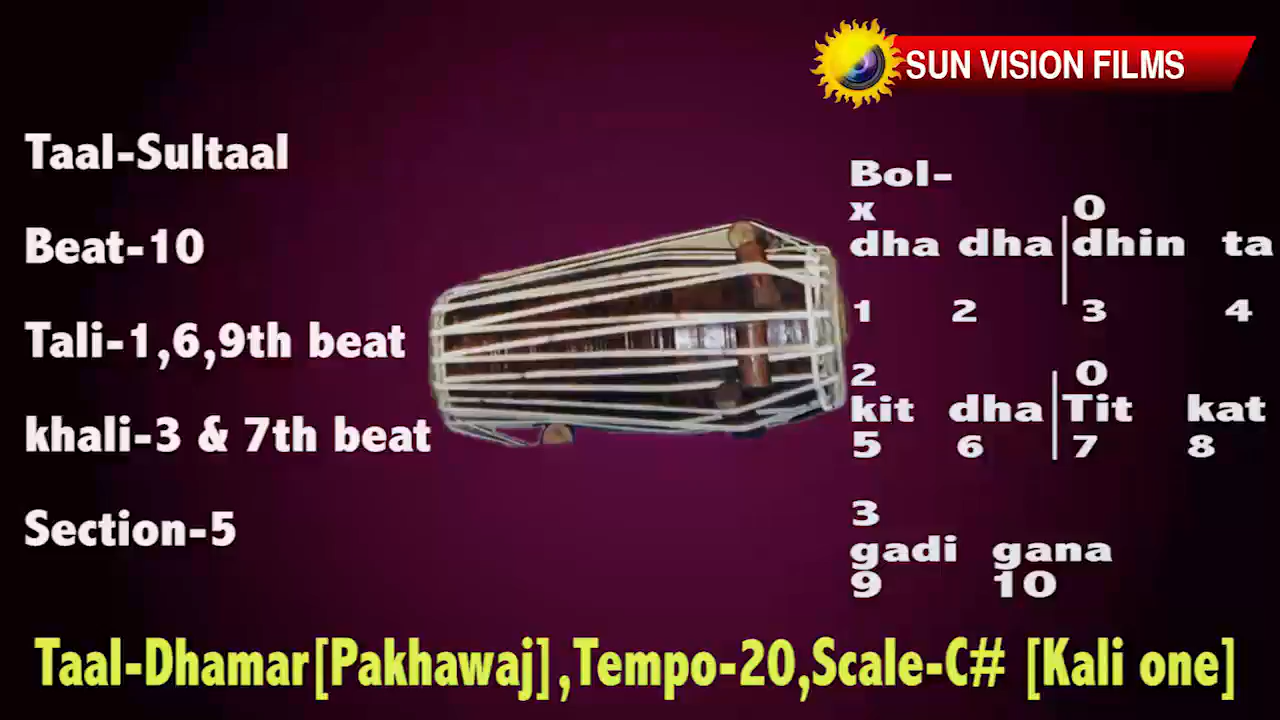 SUN VISION FILMS
Taal-Sultaal
Beat-10
Tali-1,6,9th beat
khali-3 & 7th beat
Section-5
Bol-
x 0
dha dha dhin ta
1 2 3 4
2 0
kit dha Tit kat
5 6 7 8
3
gadi gana
9 10
Taal-Dhamar[Pakhawaj],Tempo-20,Scale-C# [Kali one]